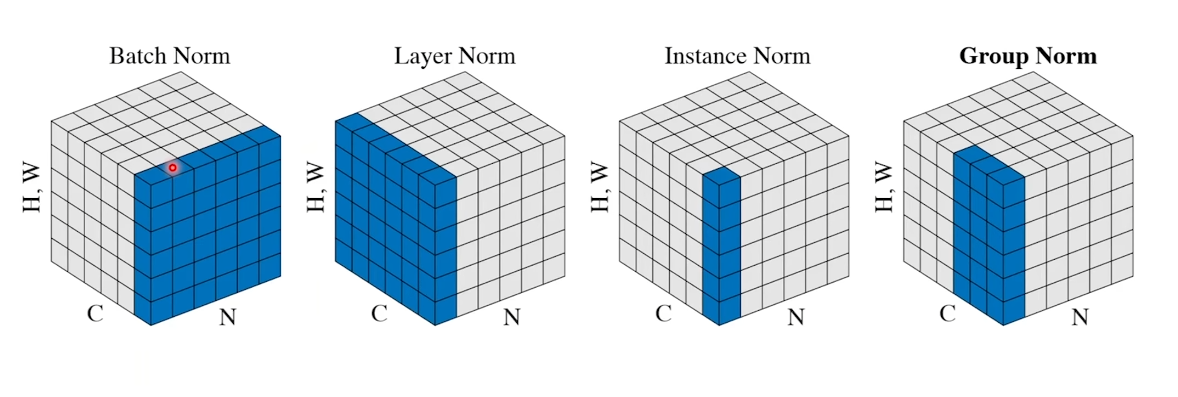 Batch Norm
Layer Norm
Instance Norm
Group Norm
H, W
C
N
H, W
C
N
H, W
C
N
H, W
C
N